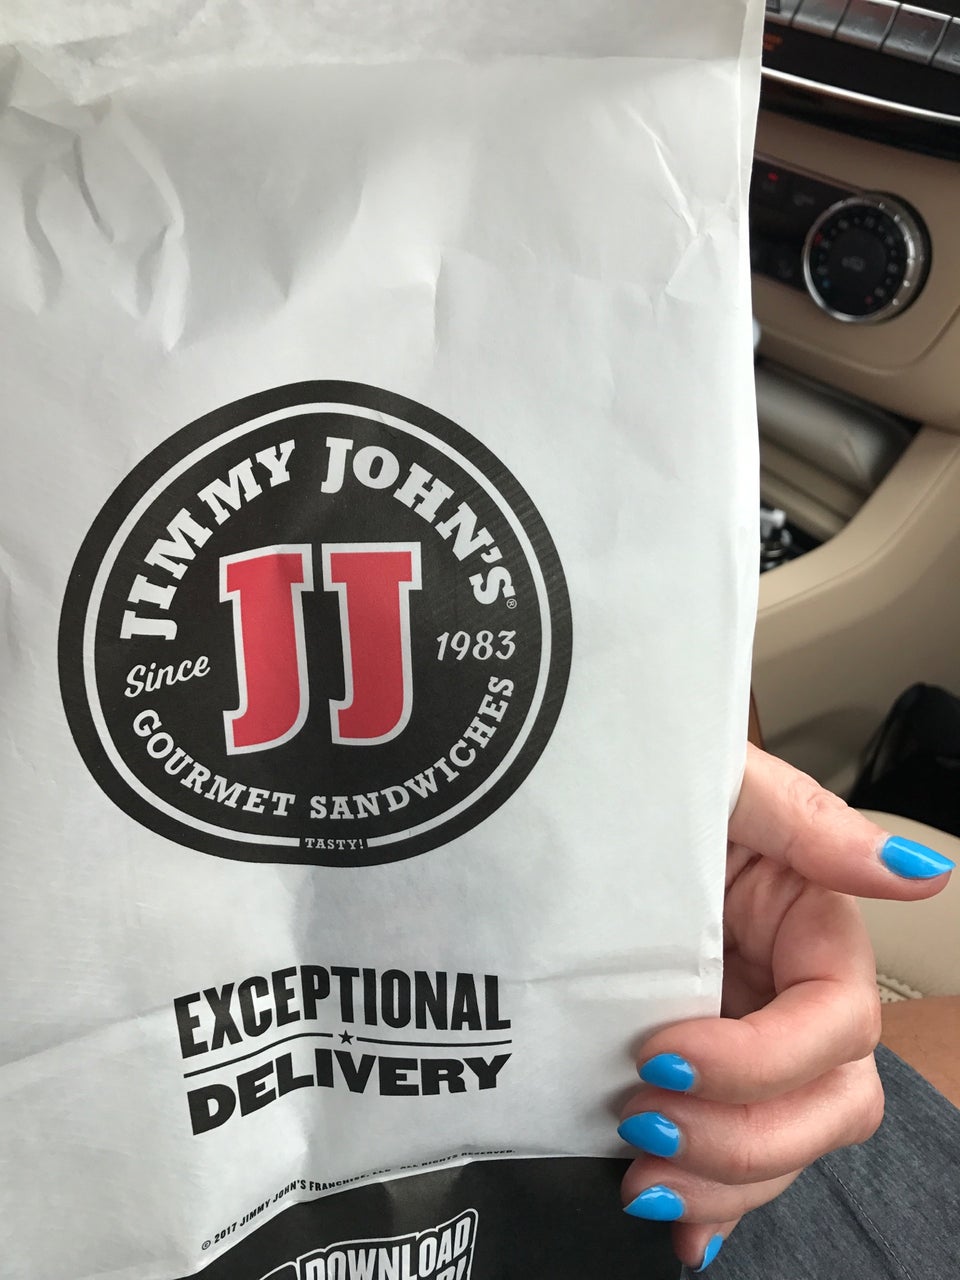 JIMMY JOHN'S®
JJ
Since 1983
GOURMET SANDWICHES
TASTY!
EXCEPTIONAL
DELIVERY
© 2017 JIMMY JOHN'S FRANCHISE, LLC ALL RIGHTS RESERVED.
DOWNLOAD